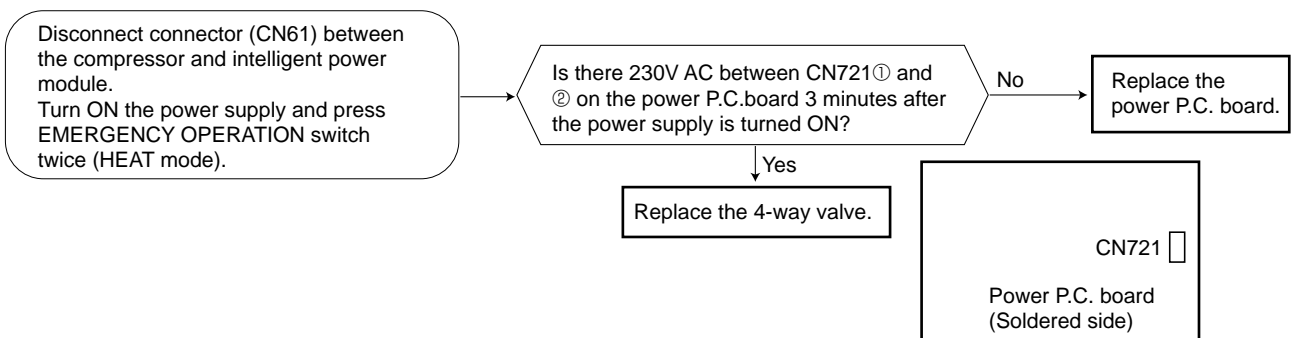 Disconnect connector (CN61) between
the compressor and intelligent power
module.
Turn ON the power supply and press
EMERGENCY OPERATION switch
twice (HEAT mode).
Is there 230V AC between CN721① and
② on the power P.C.board 3 minutes after
the power supply is turned ON?
No
Replace the
power P.C. board.
Yes
Replace the 4-way valve.
CN721
Power P.C. board
(Soldered side)